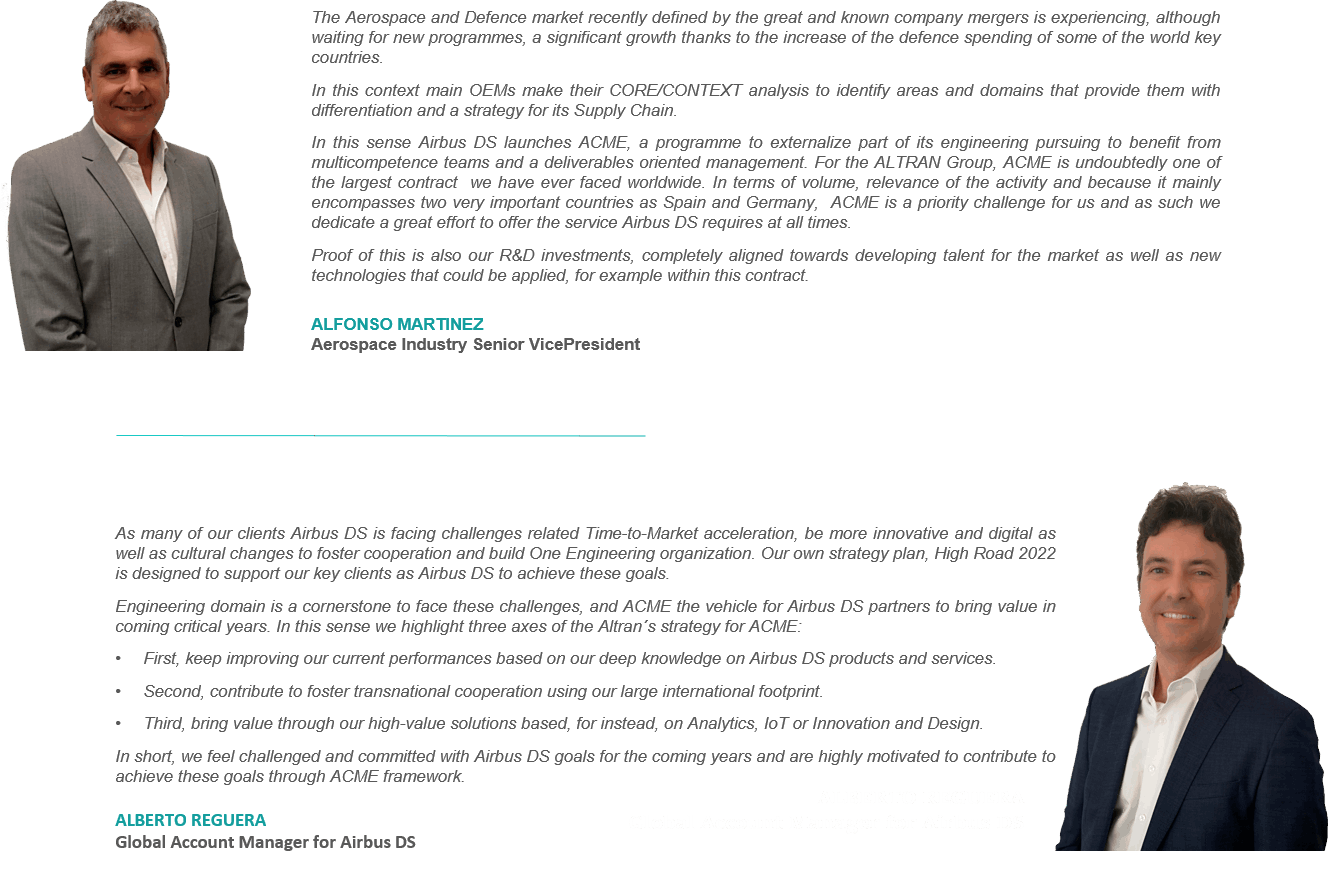 The Aerospace and Defence market recently defined by the great and known company mergers is experiencing, although
waiting for new programmes, a significant growth thanks to the increase of the defence spending of some of the world key
countries.
In this context main OEMs make their CORE/CONTEXT analysis to identify areas and domains that provide them with
differentiation and a strategy for its Supply Chain.
In this sense Airbus DS launches ACME, a programme to externalize part of its engineering pursuing to benefit from
multicompetence teams and a deliverables oriented management. For the ALTRAN Group, ACME is undoubtedly one of
the largest contract  we have ever faced worldwide. In terms of volume, relevance of the activity and because it mainly
encompasses two very important countries as Spain and Germany,  ACME is a priority challenge for us and as such we
dedicate a great effort to offer the service Airbus DS requires at all times.
Proof of this is also our R&D investments, completely aligned towards developing talent for the market as well as new
technologies that could be applied, for example within this contract.
ALFONSO MARTINEZ
Aerospace Industry Senior VicePresident
As many of our clients Airbus DS is facing challenges related Time-to-Market acceleration, be more innovative and digital as
well as cultural changes to foster cooperation and build One Engineering organization. Our own strategy plan, High Road 2022
is designed to support our key clients as Airbus DS to achieve these goals.
Engineering domain is a cornerstone to face these challenges, and ACME the vehicle for Airbus DS partners to bring value in
coming critical years. In this sense we highlight three axes of the Altran´s strategy for ACME:
• First, keep improving our current performances based on our deep knowledge on Airbus DS products and services.
• Second, contribute to foster transnational cooperation using our large international footprint.
• Third, bring value through our high-value solutions based, for instead, on Analytics, IoT or Innovation and Design.
In short, we feel challenged and committed with Airbus DS goals for the coming years and are highly motivated to contribute to
achieve these goals through ACME framework.
ALBERTO REGUERA
Global Account Manager for Airbus DS